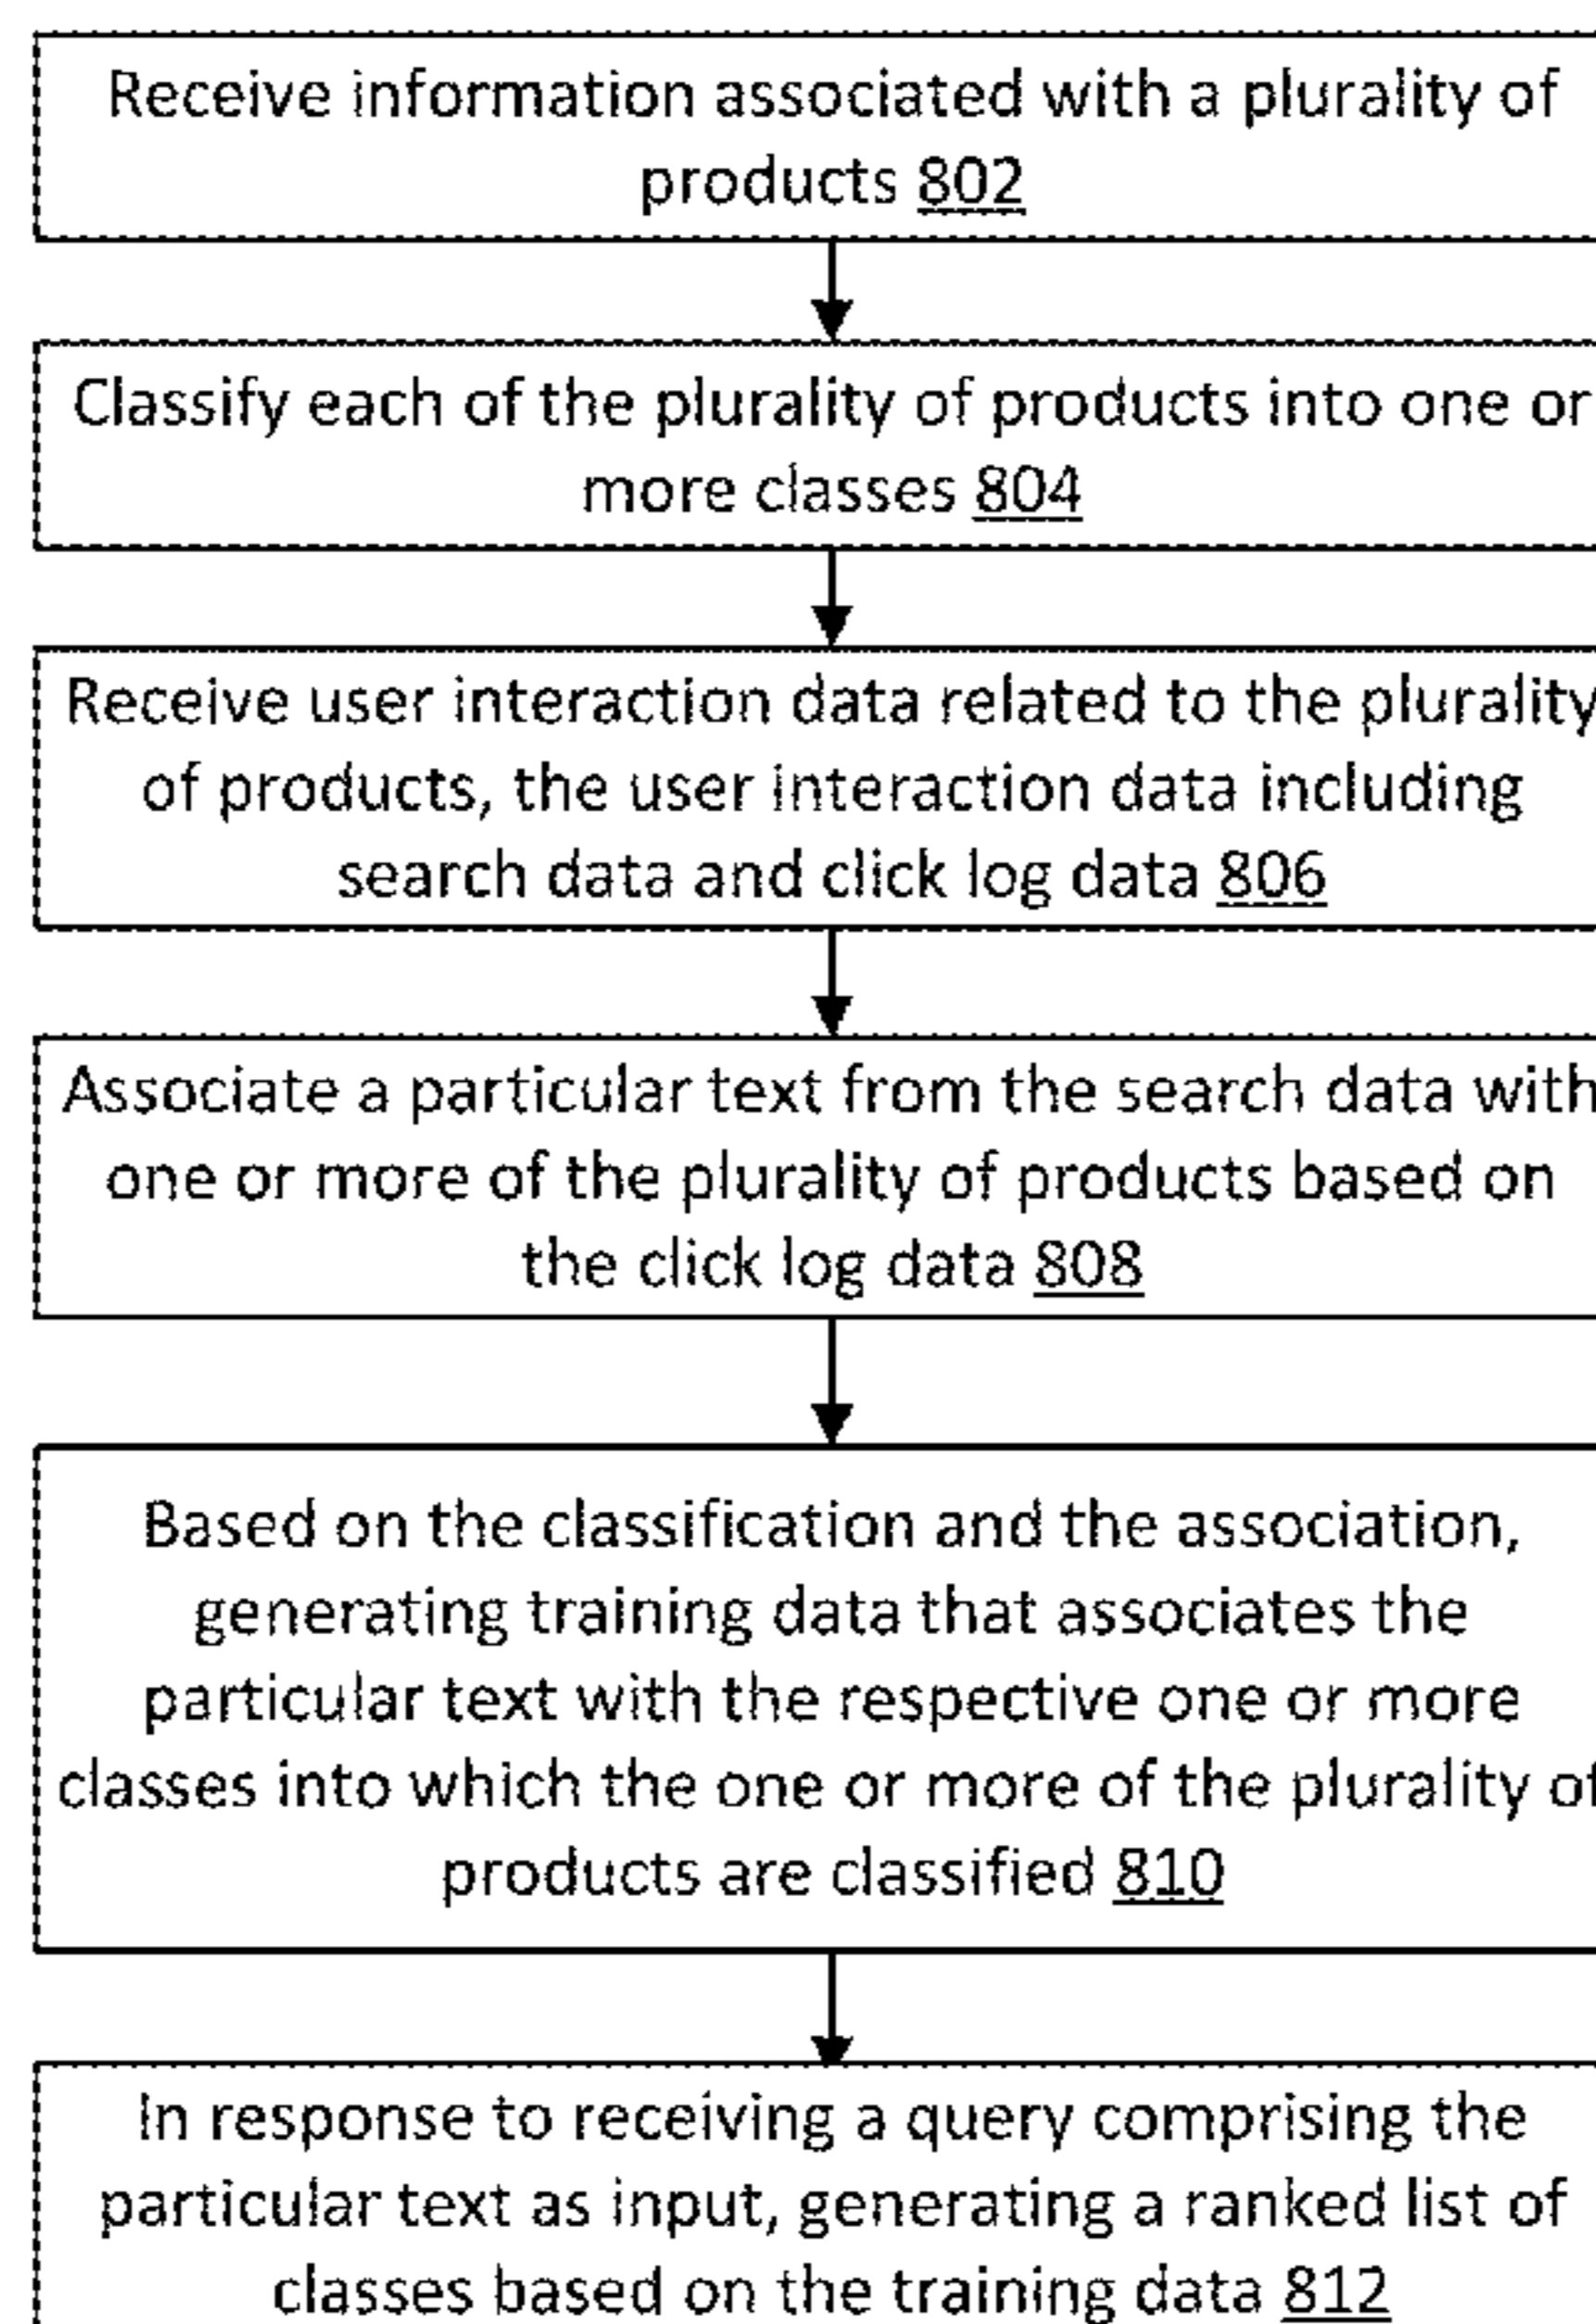 Receive information associated with a plurality of
products 802
Classify each of the plurality of products into one or
more classes 804
Receive user interaction data related to the plurality
of products, the user interaction data including
search data and click log data 806
Associate a particular text from the search data with
one or more of the plurality of products based on
the click log data 808
Based on the classification and the association,
generating training data that associates the
particular text with the respective one or more
classes into which the one or more of the plurality of
products are classified 810
In response to receiving a query comprising the
particular text as input, generating a ranked list of
classes based on the training data 812